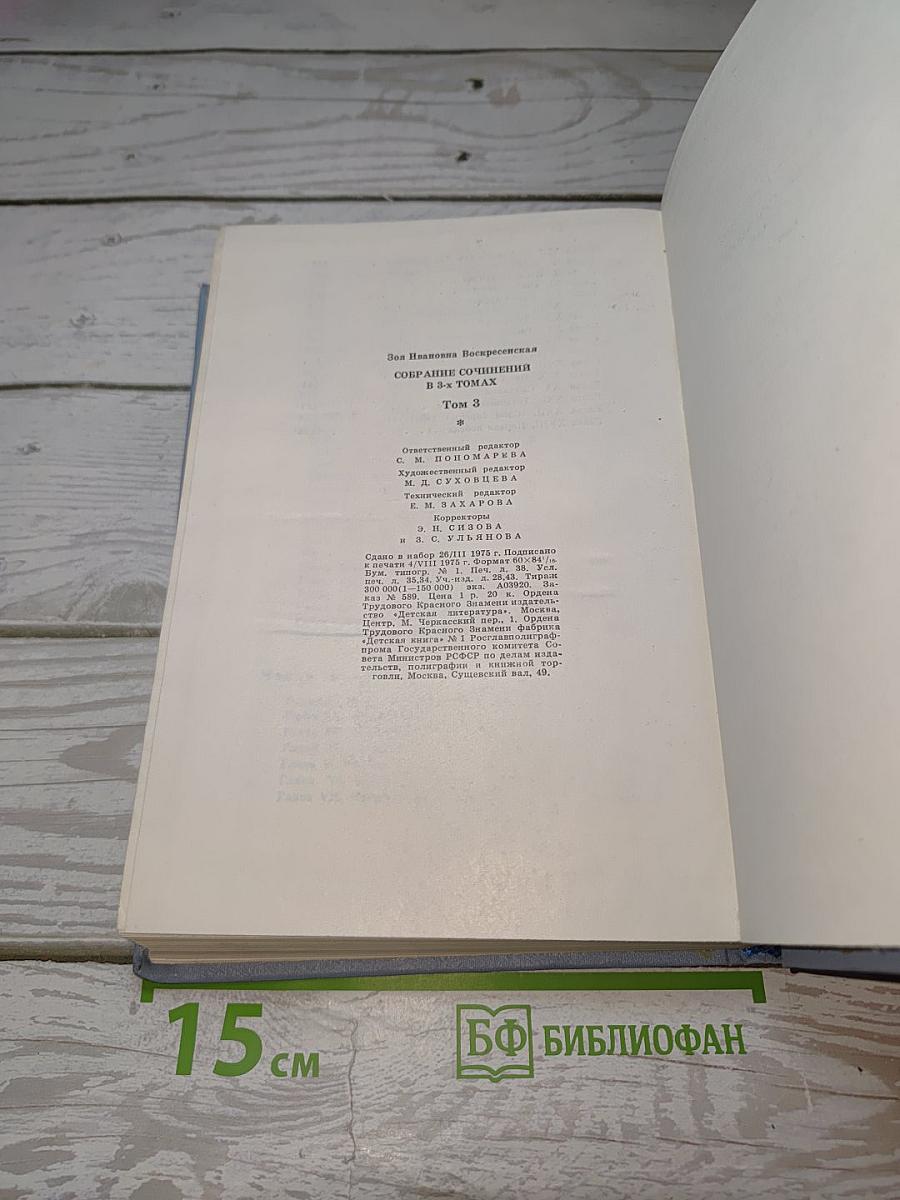 Зоя Ивановна Воскресенская
СОБРАНИЕ СОЧИНЕНИЙ
В 3-х ТОМАХ
Том 3
*
Ответственный редактор
С. М. ПОНОМАРЕВА
Художественный редактор
М. Д. СУХОВЦЕВА
Технический редактор
Е. М. ЗАХАРОВА
Корректоры
Э. Н. СИЗОВА
и З. С. УЛЬЯНОВА
Сдано в набор 26/III 1975 г. Подписано
к печати 4/VIII 1975 г. Формат 60×84¹/₁₆.
Бум. типогр. № 1. Печ. л. 38. Усл.
печ. л. 35,34. Уч.-изд. л. 28,43. Тираж
300 000(1—150 000) экз. А03920. За-
каз № 589. Цена 1 р. 20 к. Ордена
Трудового Красного Знамени издатель-
ство «Детская литература». Москва,
Центр, М. Черкасский пер., 1. Ордена
Трудового Красного Знамени фабрика
«Детская книга» № 1 Росглавполиграф-
прома Государственного комитета Со-
вета Министров РСФСР по делам изда-
тельств, полиграфии и книжной тор-
говли, Москва, Сущевский вал, 49.
15 см
БФ БИБЛИОФАН